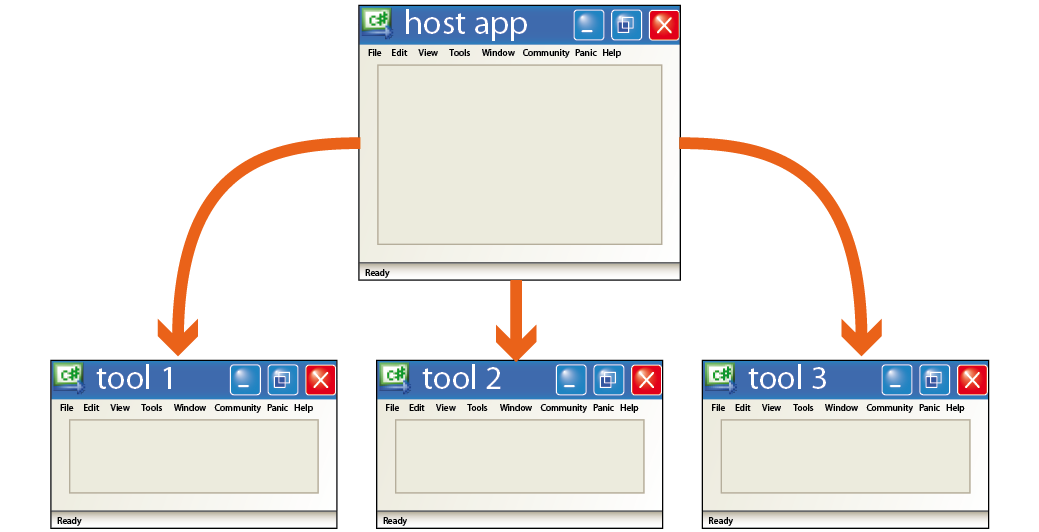 C# host app
File Edit View Tools Window Community Panic Help
Ready
C# tool 1
File Edit View Tools Window Community Panic Help
Ready
C# tool 2
File Edit View Tools Window Community Panic Help
Ready
C# tool 3
File Edit View Tools Window Community Panic Help
Ready